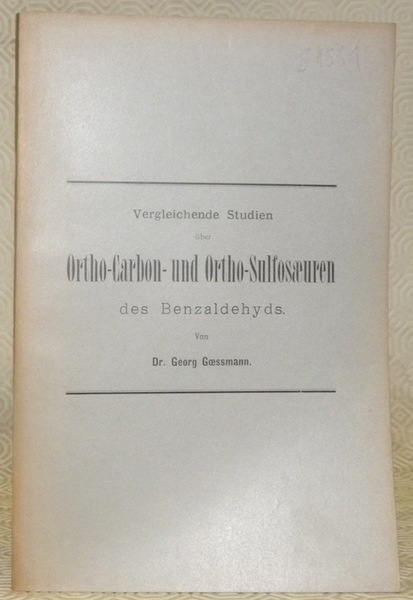 Vergleichende Studien
über
Ortho-Carbon- und Ortho-Sulfosæuren
des Benzaldehyds.
Von
Dr. Georg Gœssmann.